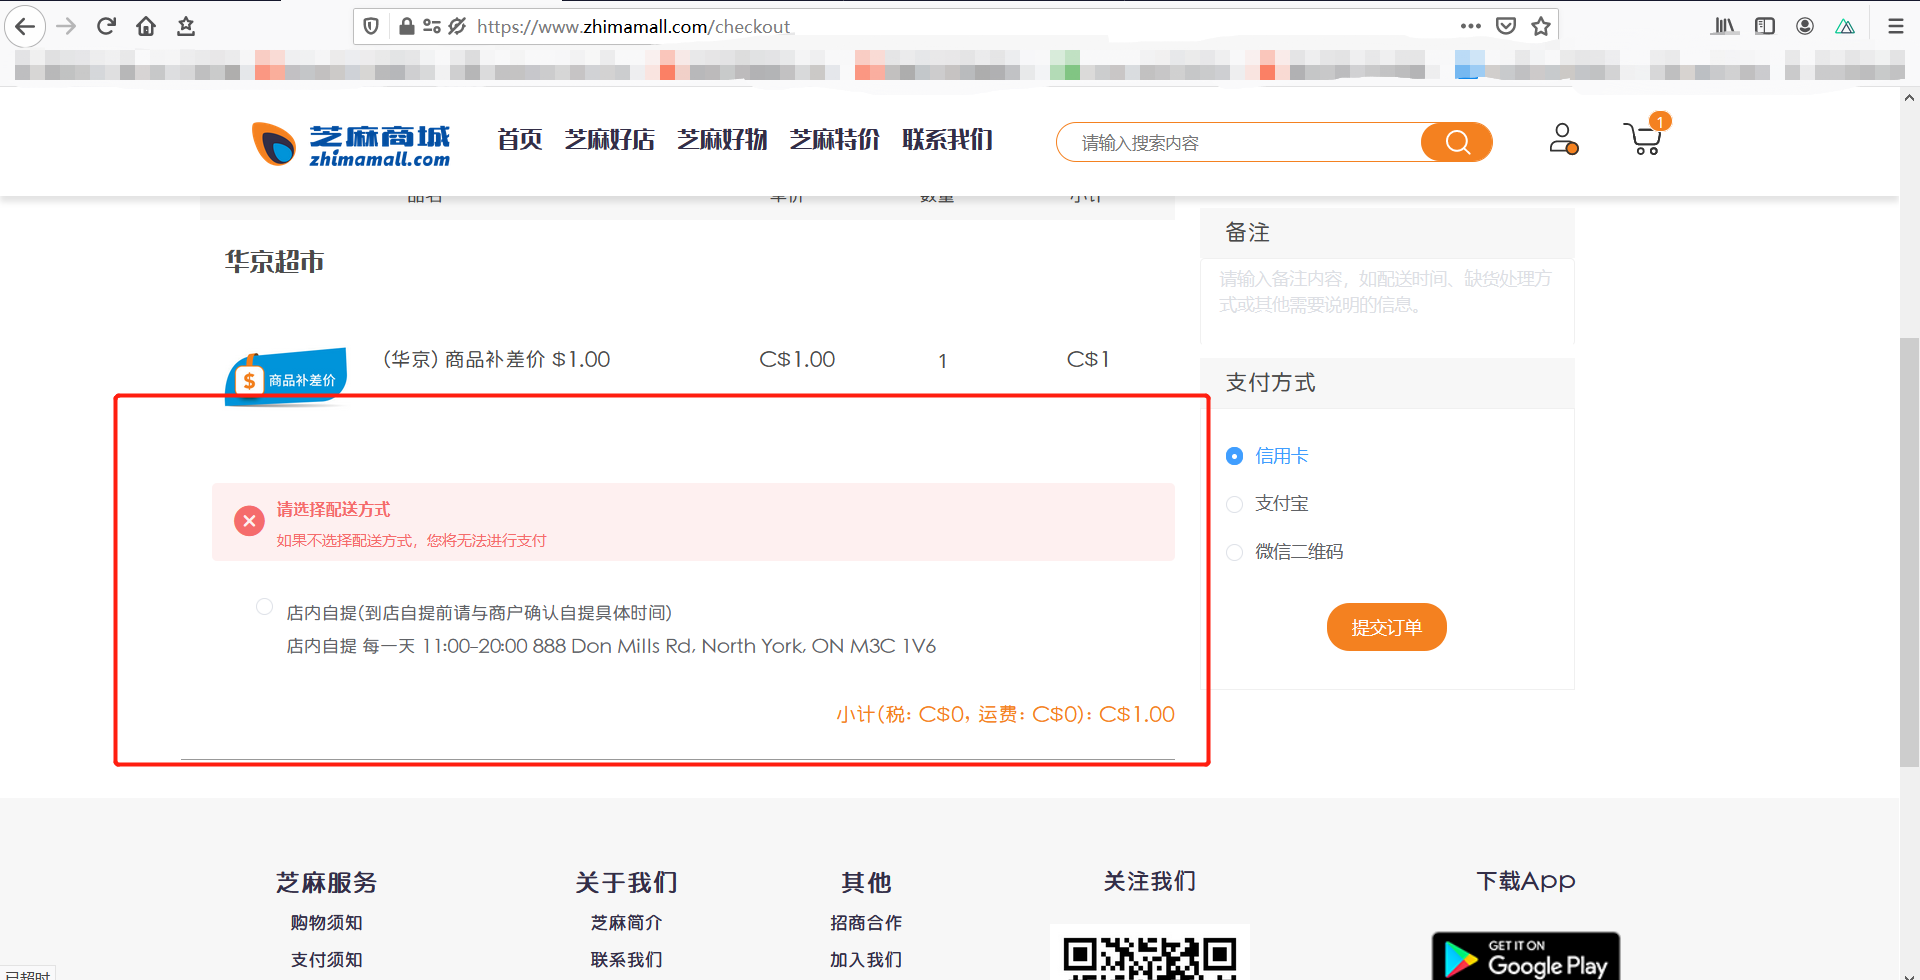 https://www.zhimamall.com/checkout
芝麻商城
zhimamall.com
首页 芝麻好店 芝麻好物 芝麻特价 联系我们
请输入搜索内容
1
品名 单价 数量 小计
华京超市
$ 商品补差价
(华京) 商品补差价 $1.00 C$1.00 1 C$1
请选择配送方式
如果不选择配送方式，您将无法进行支付
店内自提(到店自提前请与商户确认自提具体时间)
店内自提 每一天 11:00-20:00 888 Don Mills Rd, North York, ON M3C 1V6
小计(税: C$0, 运费: C$0): C$1.00
备注
请输入备注内容，如配送时间、缺货处理方
式或其他需要说明的信息。
支付方式
信用卡
支付宝
微信二维码
提交订单
芝麻服务
购物须知
支付须知
关于我们
芝麻简介
联系我们
其他
招商合作
加入我们
关注我们
下载App
GET IT ON
Google Play
已超时